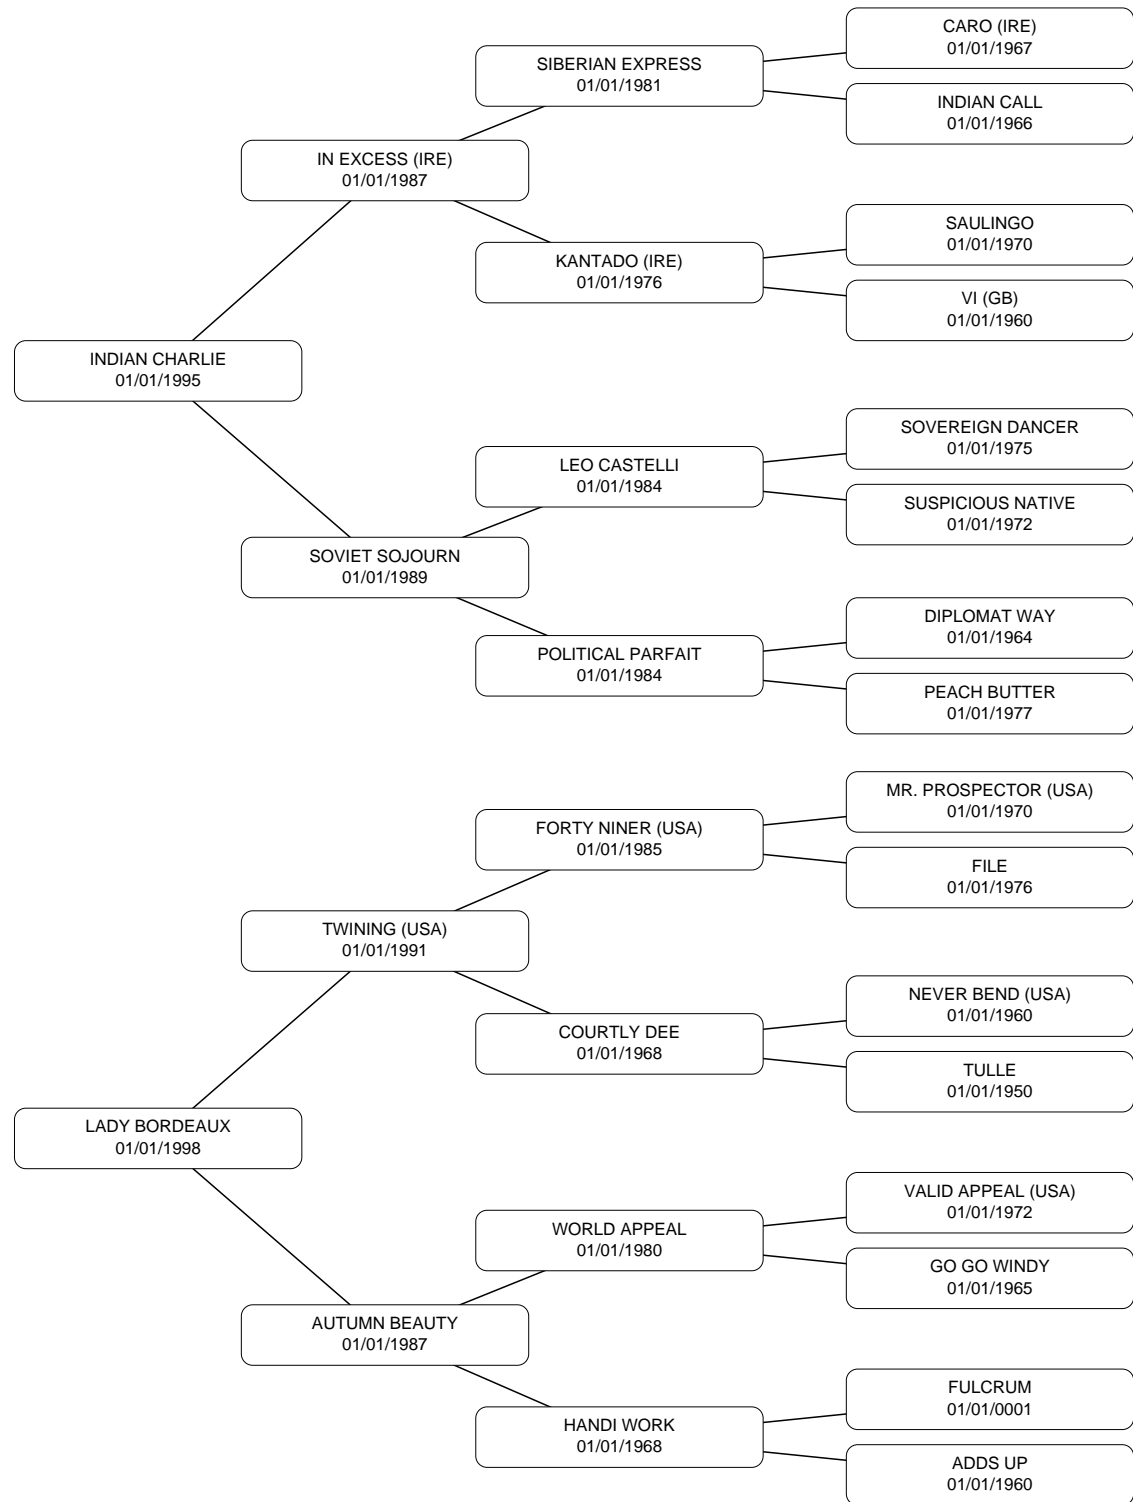 CARO (IRE)
01/01/1967
SIBERIAN EXPRESS
01/01/1981
INDIAN CALL
01/01/1966
IN EXCESS (IRE)
01/01/1987
SAULINGO
01/01/1970
KANTADO (IRE)
01/01/1976
VI (GB)
01/01/1960
INDIAN CHARLIE
01/01/1995
SOVEREIGN DANCER
01/01/1975
LEO CASTELLI
01/01/1984
SUSPICIOUS NATIVE
01/01/1972
SOVIET SOJOURN
01/01/1989
DIPLOMAT WAY
01/01/1964
POLITICAL PARFAIT
01/01/1984
PEACH BUTTER
01/01/1977
MR. PROSPECTOR (USA)
01/01/1970
FORTY NINER (USA)
01/01/1985
FILE
01/01/1976
TWINING (USA)
01/01/1991
NEVER BEND (USA)
01/01/1960
COURTLY DEE
01/01/1968
TULLE
01/01/1950
LADY BORDEAUX
01/01/1998
VALID APPEAL (USA)
01/01/1972
WORLD APPEAL
01/01/1980
GO GO WINDY
01/01/1965
AUTUMN BEAUTY
01/01/1987
FULCRUM
01/01/0001
HANDI WORK
01/01/1968
ADDS UP
01/01/1960